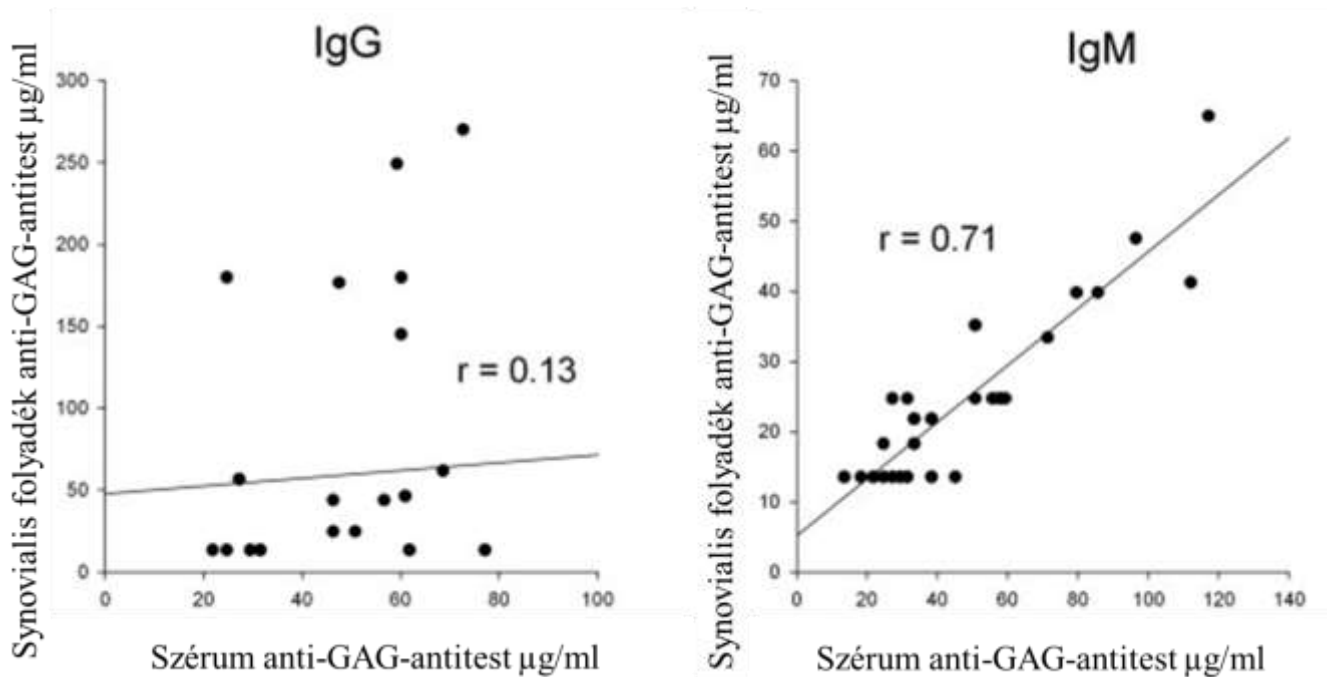 IgG
Synovialis folyadék anti-GAG-antitest µg/ml
300
250
200
150
100
50
0
r = 0.13
0 20 40 60 80 100
Szérum anti-GAG-antitest µg/ml
IgM
Synovialis folyadék anti-GAG-antitest µg/ml
70
60
50
40
30
20
10
0
r = 0.71
0 20 40 60 80 100 120 140
Szérum anti-GAG-antitest µg/ml